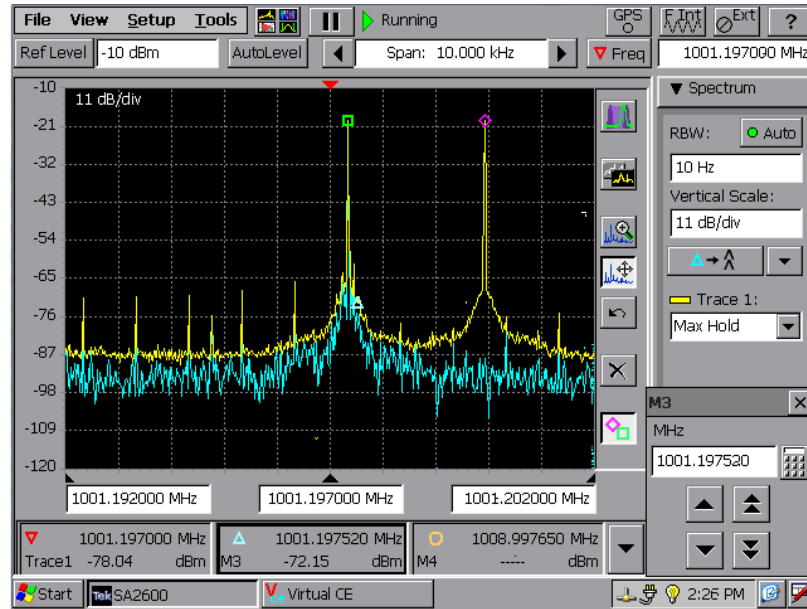 File View Setup Tools Running GPS F,Int Ext ?
Ref Level -10 dBm AutoLevel Span: 10.000 kHz Freq 1001.197000 MHz
11 dB/div
-10
-21
-32
-43
-54
-65
-76
-87
-98
-109
-120
1001.192000 MHz 1001.197000 MHz 1001.202000 MHz
Spectrum
RBW: Auto
10 Hz
Vertical Scale:
11 dB/div
Trace 1:
Max Hold
M3 X
MHz
1001.197520
1001.197000 MHz 1001.197520 MHz 1008.997650 MHz
Trace1 -78.04 dBm M3 -72.15 dBm M4 --.-- dBm
Start Tek SA2600 Virtual CE 2:26 PM